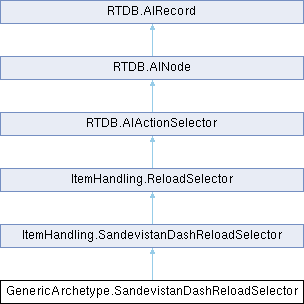 RTDB.AIRecord
RTDB.AINode
RTDB.AIActionSelector
ItemHandling.ReloadSelector
ItemHandling.SandevistanDashReloadSelector
GenericArchetype.SandevistanDashReloadSelector